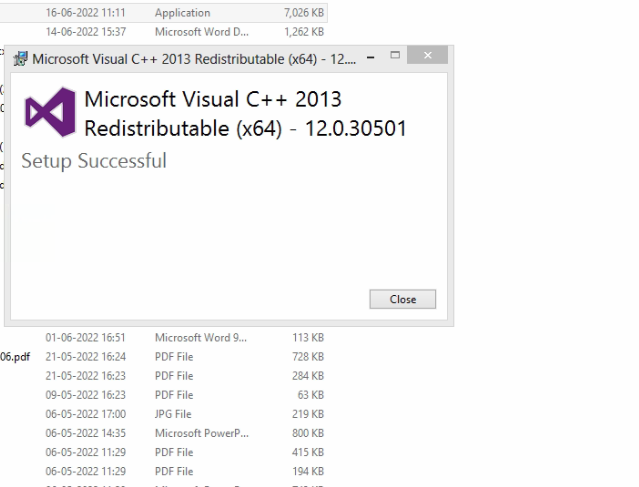 16-06-2022 11:11 Application 7,026 KB
14-06-2022 15:37 Microsoft Word D... 1,262 KB
Microsoft Visual C++ 2013 Redistributable (x64) - 12....
Microsoft Visual C++ 2013
Redistributable (x64) - 12.0.30501
Setup Successful
Close
01-06-2022 16:51 Microsoft Word 9... 113 KB
06.pdf 21-05-2022 16:24 PDF File 728 KB
21-05-2022 16:23 PDF File 284 KB
09-05-2022 16:23 PDF File 63 KB
06-05-2022 17:00 JPG File 219 KB
06-05-2022 14:35 Microsoft PowerP... 800 KB
06-05-2022 11:29 PDF File 415 KB
06-05-2022 11:29 PDF File 194 KB